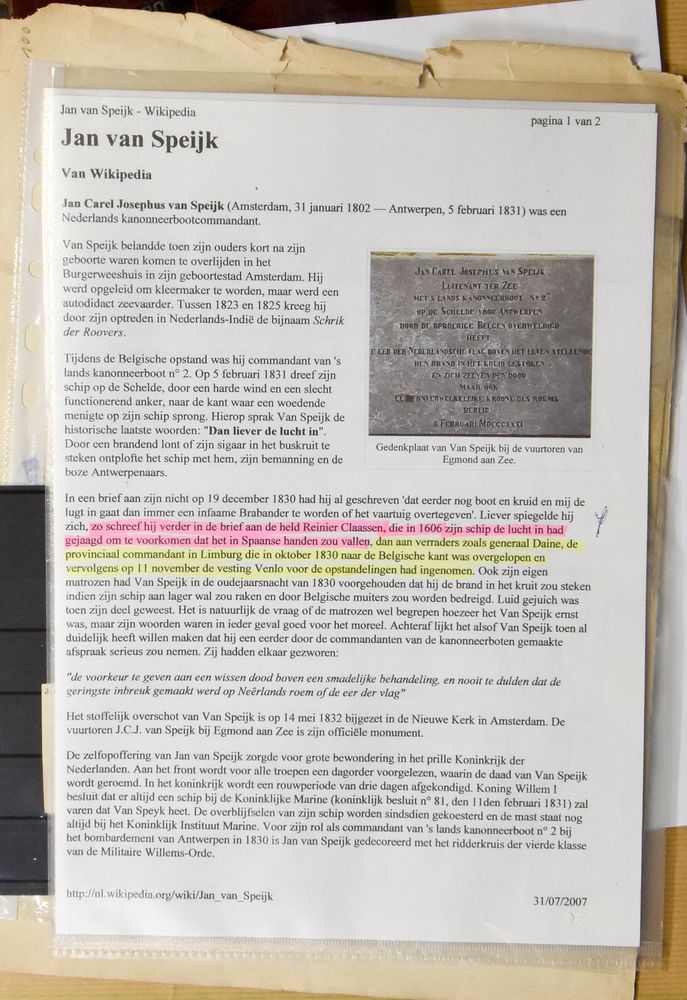 100
Jan van Speijk - Wikipedia
pagina 1 van 2
Jan van Speijk
Van Wikipedia
Jan Carel Josephus van Speijk (Amsterdam, 31 januari 1802 — Antwerpen, 5 februari 1831) was een
Nederlands kanonneerbootcommandant.
Van Speijk belandde toen zijn ouders kort na zijn
geboorte waren komen te overlijden in het
Burgerweeshuis in zijn geboortestad Amsterdam. Hij
werd opgeleid om kleermaker te worden, maar werd een
autodidact zeevaarder. Tussen 1823 en 1825 kreeg hij
door zijn optreden in Nederlands-Indië de bijnaam Schrik
der Roovers.
Tijdens de Belgische opstand was hij commandant van 's
lands kanonneerboot n° 2. Op 5 februari 1831 dreef zijn
schip op de Schelde, door een harde wind en een slecht
functionerend anker, naar de kant waar een woedende
menigte op zijn schip sprong. Hierop sprak Van Speijk de
historische laatste woorden: "Dan liever de lucht in".
Door een brandend lont of zijn sigaar in het buskruit te
steken ontplofte het schip met hem, zijn bemanning en de
boze Antwerpenaars.
JAN CAREL JOSEPHUS VAN SPEIJK
LUITENANT TER ZEE
MET S LANDS KANONNEERBOOT Nº 2
OP DE SCHELDE VOOR ANTWERPEN
DOOR DE OPROERIGE BELGEN OVERWELDIGD
HEEFT
D EER DER NEDERLANDSCHE VLAG BOVEN HET LEVEN STELLENDE
DEN BRAND IN HET KRUID GESTOKEN
EN ZICH ZELVEN DEN DOOD
MAAR OOK
EENE ONVERWELKELIJKE KROONE DES ROEMS
BEREID
5 FEBRUARI MDCCCXXXI
Gedenkplaat van Van Speijk bij de vuurtoren van
Egmond aan Zee.
In een brief aan zijn nicht op 19 december 1830 had hij al geschreven 'dat eerder nog boot en kruid en mij de
lugt in gaat dan immer een infaame Brabander te worden of het vaartuig overtegeven'. Liever spiegelde hij
zich, zo schreef hij verder in de brief aan de held Reinier Claassen, die in 1606 zijn schip de lucht in had
gejaagd om te voorkomen dat het in Spaanse handen zou vallen, dan aan verraders zoals generaal Daine, de
provinciaal commandant in Limburg die in oktober 1830 naar de Belgische kant was overgelopen en
vervolgens op 11 november de vesting Venlo voor de opstandelingen had ingenomen. Ook zijn eigen
matrozen had Van Speijk in de oudejaarsnacht van 1830 voorgehouden dat hij de brand in het kruit zou steken
indien zijn schip aan lager wal zou raken en door Belgische muiters zou worden bedreigd. Luid gejuich was
toen zijn deel geweest. Het is natuurlijk de vraag of de matrozen wel begrepen hoezeer het Van Speijk ernst
was, maar zijn woorden waren in ieder geval goed voor het moreel. Achteraf lijkt het alsof Van Speijk toen al
duidelijk heeft willen maken dat hij een eerder door de commandanten van de kanonneerboten gemaakte
afspraak serieus zou nemen. Zij hadden elkaar gezworen:
"de voorkeur te geven aan een wissen dood boven een smadelijke behandeling, en nooit te dulden dat de
geringste inbreuk gemaakt werd op Neêrlands roem of de eer der vlag"
Het stoffelijk overschot van Van Speijk is op 14 mei 1832 bijgezet in de Nieuwe Kerk in Amsterdam. De
vuurtoren J.C.J. van Speijk bij Egmond aan Zee is zijn officiële monument.
De zelfopoffering van Jan van Speijk zorgde voor grote bewondering in het prille Koninkrijk der
Nederlanden. Aan het front wordt voor alle troepen een dagorder voorgelezen, waarin de daad van Van Speijk
wordt geroemd. In het koninkrijk wordt een rouwperiode van drie dagen afgekondigd. Koning Willem I
besluit dat er altijd een schip bij de Koninklijke Marine (koninklijk besluit n° 81, den 11den februari 1831) zal
varen dat Van Speyk heet. De overblijfselen van zijn schip worden sindsdien gekoesterd en de mast staat nog
altijd bij het Koninklijk Instituut Marine. Voor zijn rol als commandant van 's lands kanonneerboot n° 2 bij
het bombardement van Antwerpen in 1830 is Jan van Speijk gedecoreerd met het ridderkruis der vierde klasse
van de Militaire Willems-Orde.
http://nl.wikipedia.org/wiki/Jan_van_Speijk
31/07/2007